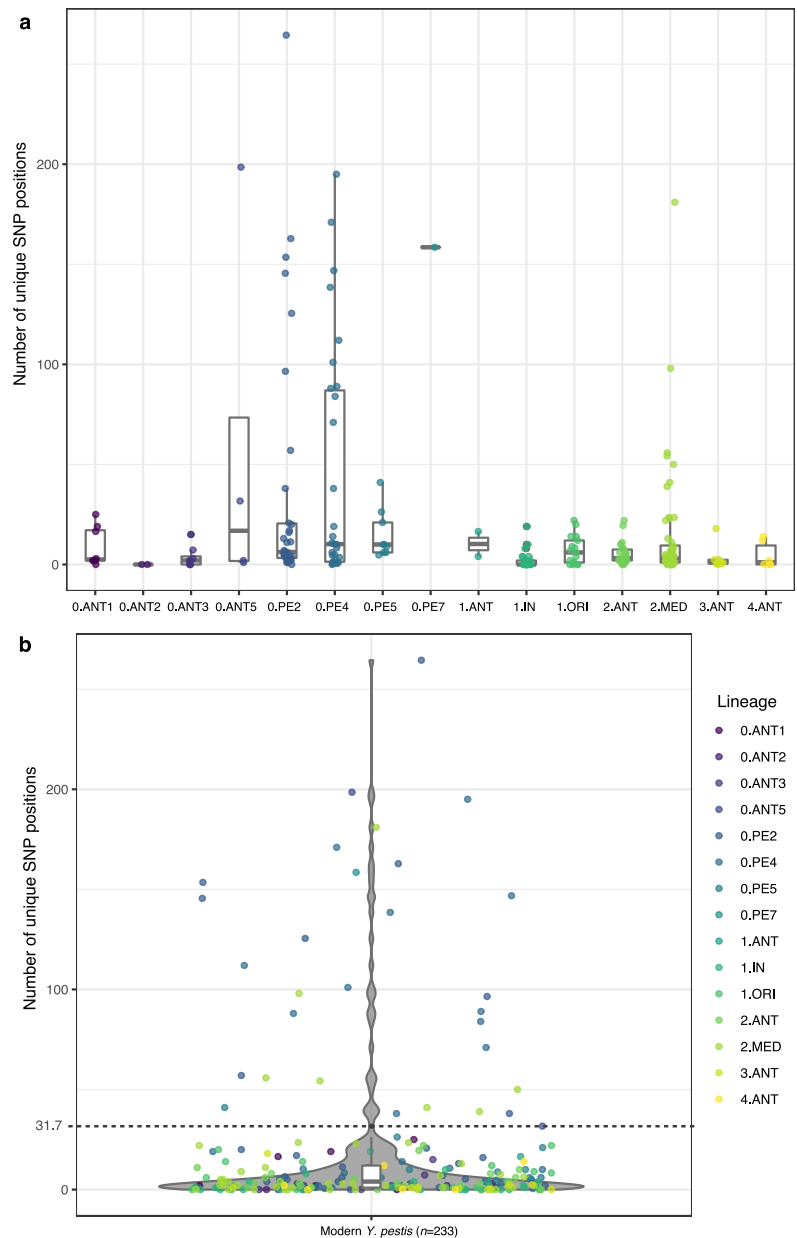 a
Number of unique SNP positions
200
100
0
0.ANT1 0.ANT2 0.ANT3 0.ANT5 0.PE2 0.PE4 0.PE5 0.PE7 1.ANT 1.IN 1.ORI 2.ANT 2.MED 3.ANT 4.ANT
b
Number of unique SNP positions
200
100
31.7
0
Modern Y. pestis (n=233)
Lineage
0.ANT1
0.ANT2
0.ANT3
0.ANT5
0.PE2
0.PE4
0.PE5
0.PE7
1.ANT
1.IN
1.ORI
2.ANT
2.MED
3.ANT
4.ANT